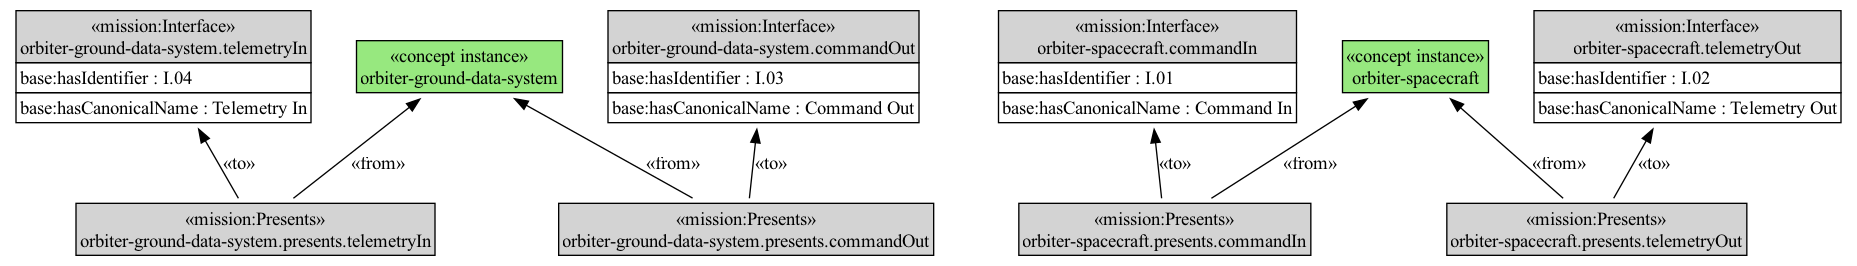 «mission:Interface»
orbiter-ground-data-system.telemetryIn
base:hasIdentifier : I.04
base:hasCanonicalName : Telemetry In
«concept instance»
orbiter-ground-data-system
«mission:Interface»
orbiter-ground-data-system.commandOut
base:hasIdentifier : I.03
base:hasCanonicalName : Command Out
«to»
«from»
«from»
«to»
«mission:Presents»
orbiter-ground-data-system.presents.telemetryIn
«mission:Presents»
orbiter-ground-data-system.presents.commandOut
«mission:Interface»
orbiter-spacecraft.commandIn
base:hasIdentifier : I.01
base:hasCanonicalName : Command In
«concept instance»
orbiter-spacecraft
«mission:Interface»
orbiter-spacecraft.telemetryOut
base:hasIdentifier : I.02
base:hasCanonicalName : Telemetry Out
«to»
«from»
«from»
«to»
«mission:Presents»
orbiter-spacecraft.presents.commandIn
«mission:Presents»
orbiter-spacecraft.presents.telemetryOut